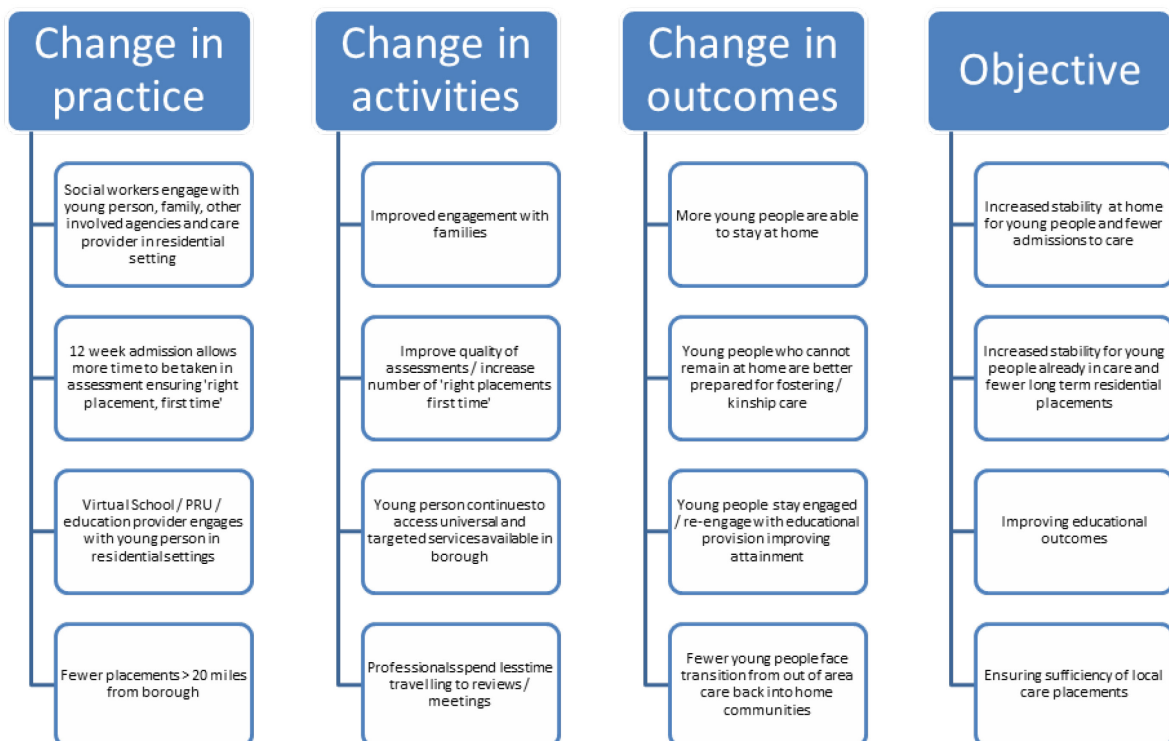 Change in
practice
Social workers engage with
young person, family, other
involved agencies and care
provider in residential
setting
12 week admission allows
more time to be taken in
assessment ensuring 'right
placement, first time'
Virtual School / PRU /
education provider engages
with young person in
residential settings
Fewer placements > 20 miles
from borough
Change in
activities
Improved engagement with
families
Improve quality of
assessments / increase
number of 'right placements
first time'
Young person continues to
access universal and
targeted services available in
borough
Professionals spend less time
travelling to reviews /
meetings
Change in
outcomes
More young people are able
to stay at home
Young people who cannot
remain at home are better
prepared for fostering /
kinship care
Young people stay engaged
/ re-engage with educational
provision improving
attainment
Fewer young people face
transition from out of area
care back into home
communities
Objective
Increased stability at home
for young people and fewer
admissions to care
Increased stability for young
people already in care and
fewer long term residential
placements
Improving educational
outcomes
Ensuring sufficiency of local
care placements